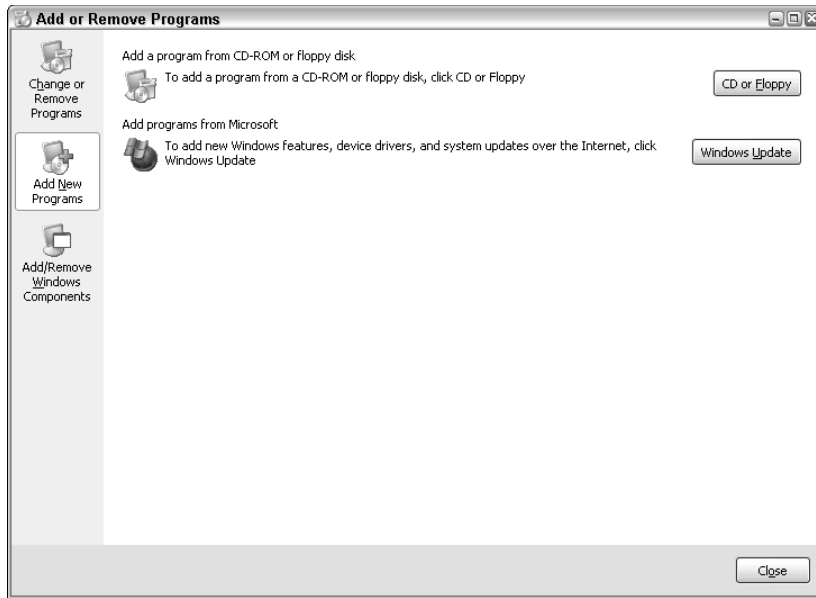 Add or Remove Programs
Change or
Remove
Programs
Add New
Programs
Add/Remove
Windows
Components
Add a program from CD-ROM or floppy disk
To add a program from a CD-ROM or floppy disk, click CD or Floppy
CD or Floppy
Add programs from Microsoft
To add new Windows features, device drivers, and system updates over the Internet, click
Windows Update
Windows Update
Close